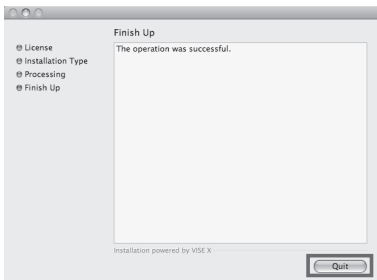 Finish Up
License
Installation Type
Processing
Finish Up
The operation was successful.
Installation powered by VISE X
Quit